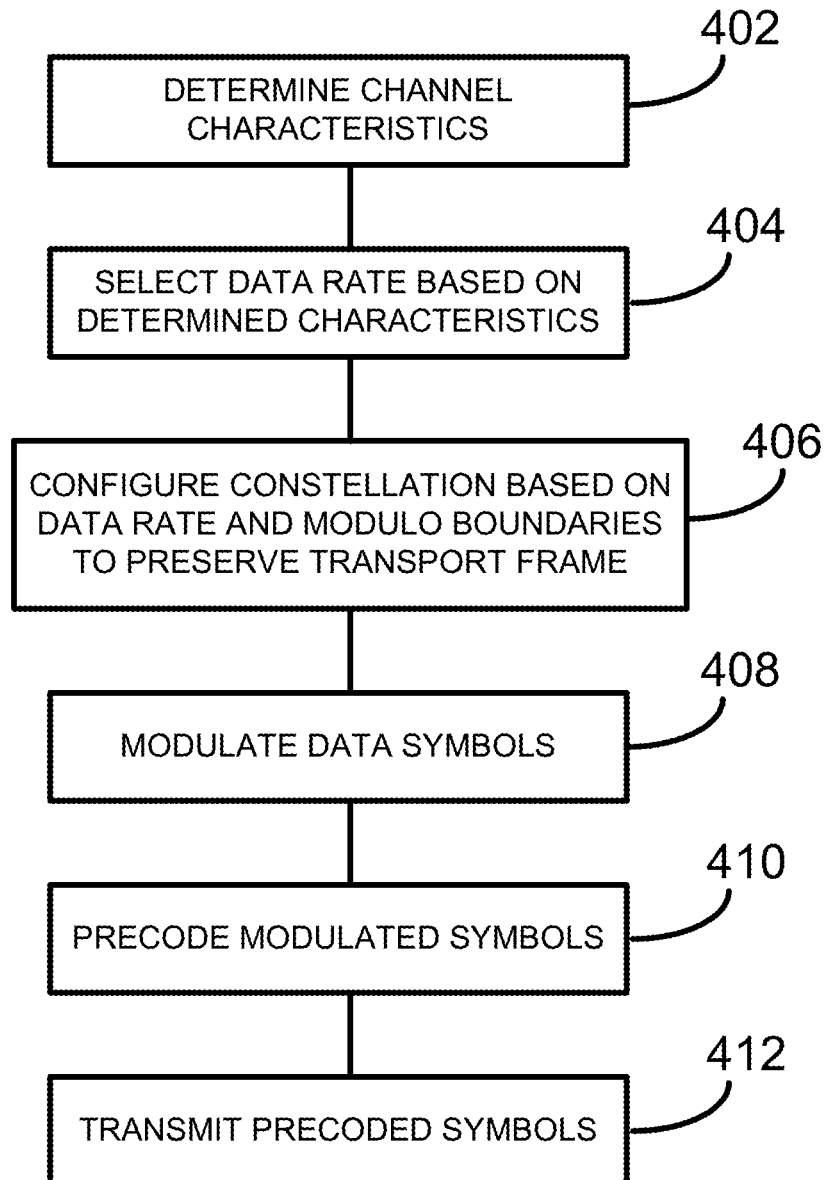 402
DETERMINE CHANNEL
CHARACTERISTICS
404
SELECT DATA RATE BASED ON
DETERMINED CHARACTERISTICS
406
CONFIGURE CONSTELLATION BASED ON
DATA RATE AND MODULO BOUNDARIES
TO PRESERVE TRANSPORT FRAME
408
MODULATE DATA SYMBOLS
410
PRECODE MODULATED SYMBOLS
412
TRANSMIT PRECODED SYMBOLS